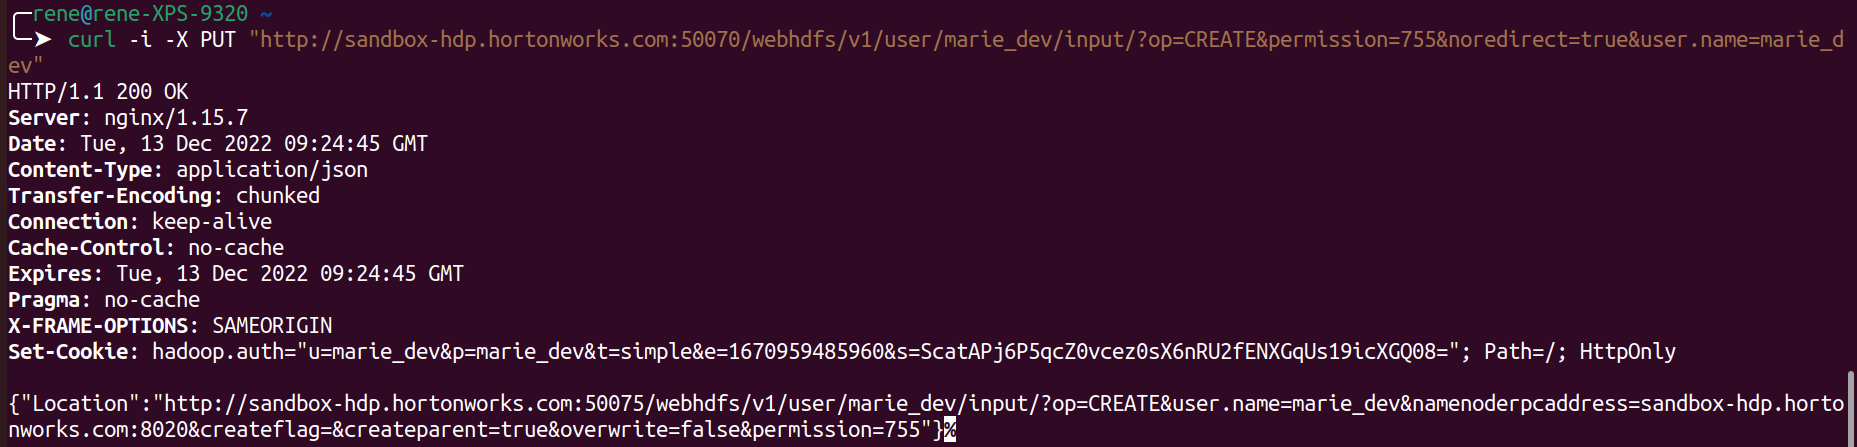 rene@rene-XPS-9320 ~
➤ curl -i -X PUT "http://sandbox-hdp.hortonworks.com:50070/webhdfs/v1/user/marie_dev/input/?op=CREATE&permission=755&noredirect=true&user.name=marie_d
ev"
HTTP/1.1 200 OK
Server: nginx/1.15.7
Date: Tue, 13 Dec 2022 09:24:45 GMT
Content-Type: application/json
Transfer-Encoding: chunked
Connection: keep-alive
Cache-Control: no-cache
Expires: Tue, 13 Dec 2022 09:24:45 GMT
Pragma: no-cache
X-FRAME-OPTIONS: SAMEORIGIN
Set-Cookie: hadoop.auth="u=marie_dev&p=marie_dev&t=simple&e=1670959485960&s=ScatAPj6P5qcZ0vcez0sX6nRU2fENXGqUs19icXGQ08="; Path=/; HttpOnly
{"Location":"http://sandbox-hdp.hortonworks.com:50075/webhdfs/v1/user/marie_dev/input/?op=CREATE&user.name=marie_dev&namenoderpcaddress=sandbox-hdp.horto
nworks.com:8020&createflag=&createparent=true&overwrite=false&permission=755"}%